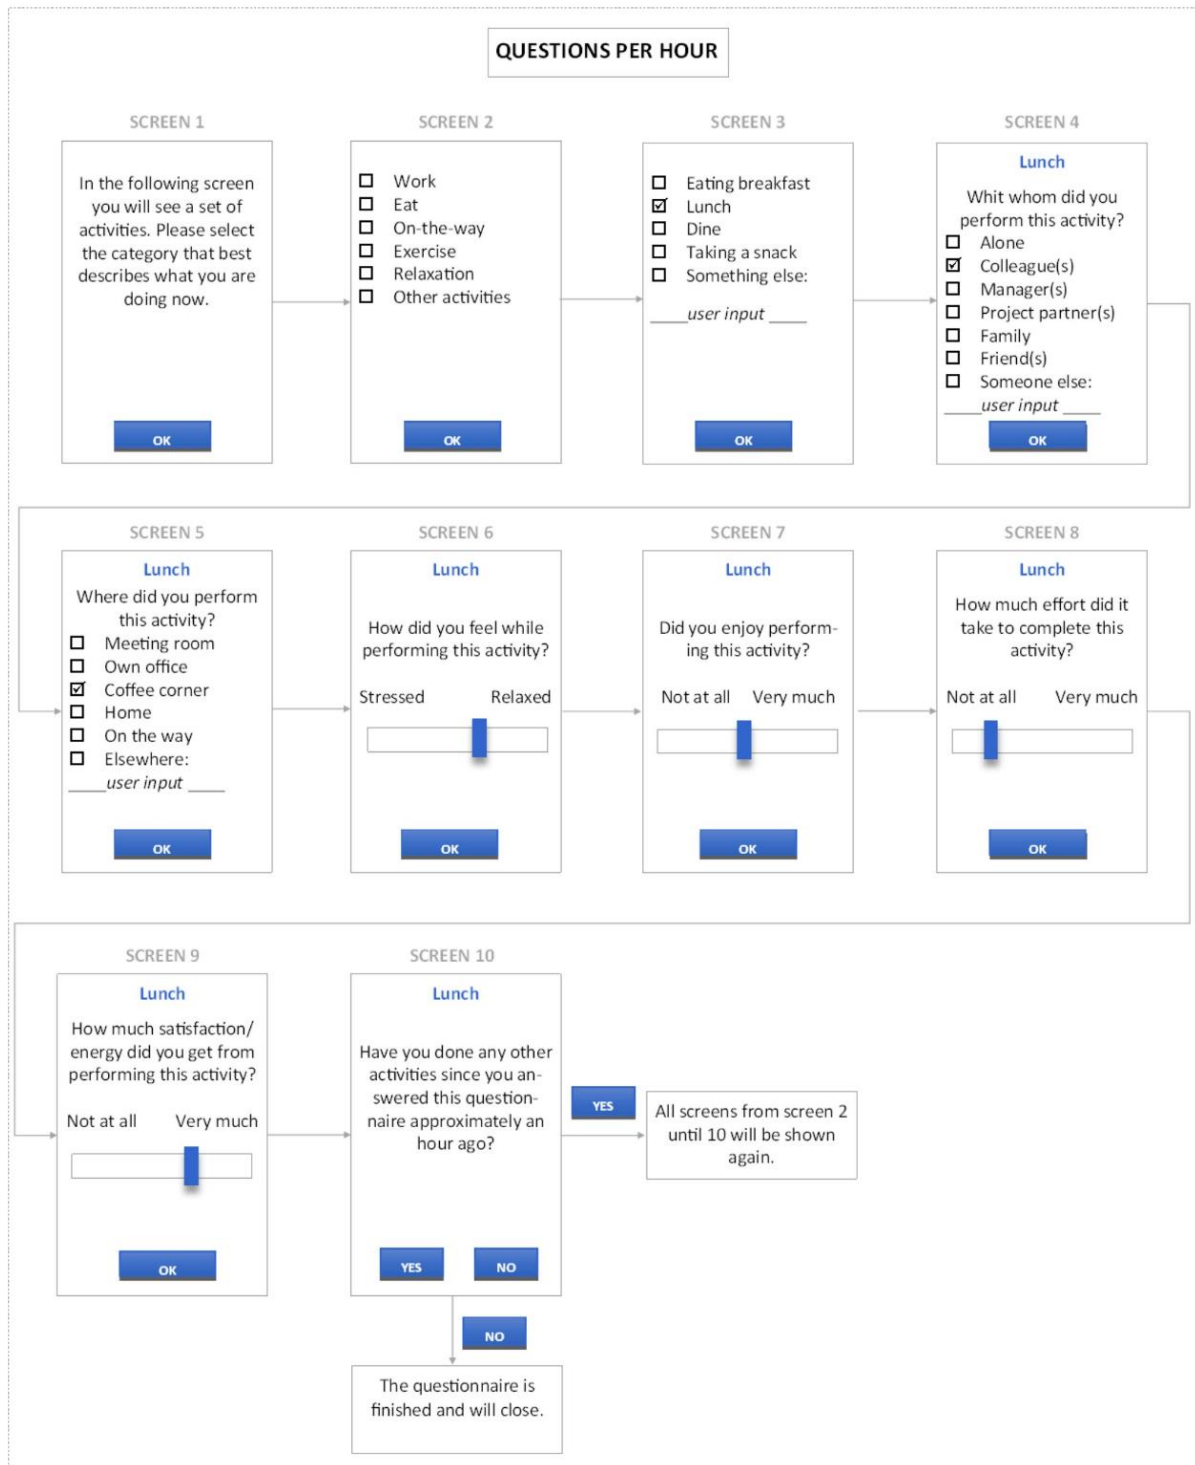 QUESTIONS PER HOUR
SCREEN 1
In the following screen
you will see a set of
activities. Please select
the category that best
describes what you are
doing now.
OK
SCREEN 2
Work
Eat
On-the-way
Exercise
Relaxation
Other activities
OK
SCREEN 3
Eating breakfast
Lunch
Dine
Taking a snack
Something else:
____user input ____
OK
SCREEN 4
Lunch
Whit whom did you
perform this activity?
Alone
Colleague(s)
Manager(s)
Project partner(s)
Family
Friend(s)
Someone else:
____user input ____
OK
SCREEN 5
Lunch
Where did you perform
this activity?
Meeting room
Own office
Coffee corner
Home
On the way
Elsewhere:
____user input ____
OK
SCREEN 6
Lunch
How did you feel while
performing this activity?
Stressed Relaxed
OK
SCREEN 7
Lunch
Did you enjoy perform-
ing this activity?
Not at all Very much
OK
SCREEN 8
Lunch
How much effort did it
take to complete this
activity?
Not at all Very much
OK
SCREEN 9
Lunch
How much satisfaction/
energy did you get from
performing this activity?
Not at all Very much
OK
SCREEN 10
Lunch
Have you done any other
activities since you an-
swered this question-
naire approximately an
hour ago?
YES NO
YES
All screens from screen 2
until 10 will be shown
again.
NO
The questionnaire is
finished and will close.